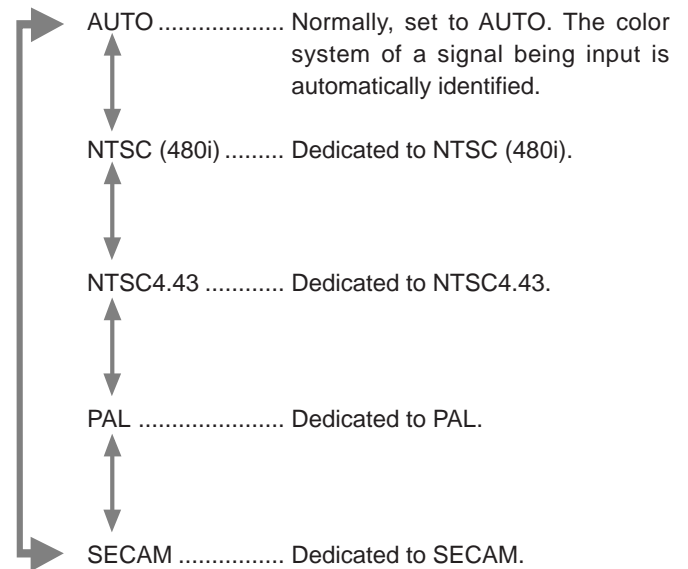 AUTO ................... Normally, set to AUTO. The color
system of a signal being input is
automatically identified.
NTSC (480i) ......... Dedicated to NTSC (480i).
NTSC4.43 ............ Dedicated to NTSC4.43.
PAL ...................... Dedicated to PAL.
SECAM ................ Dedicated to SECAM.